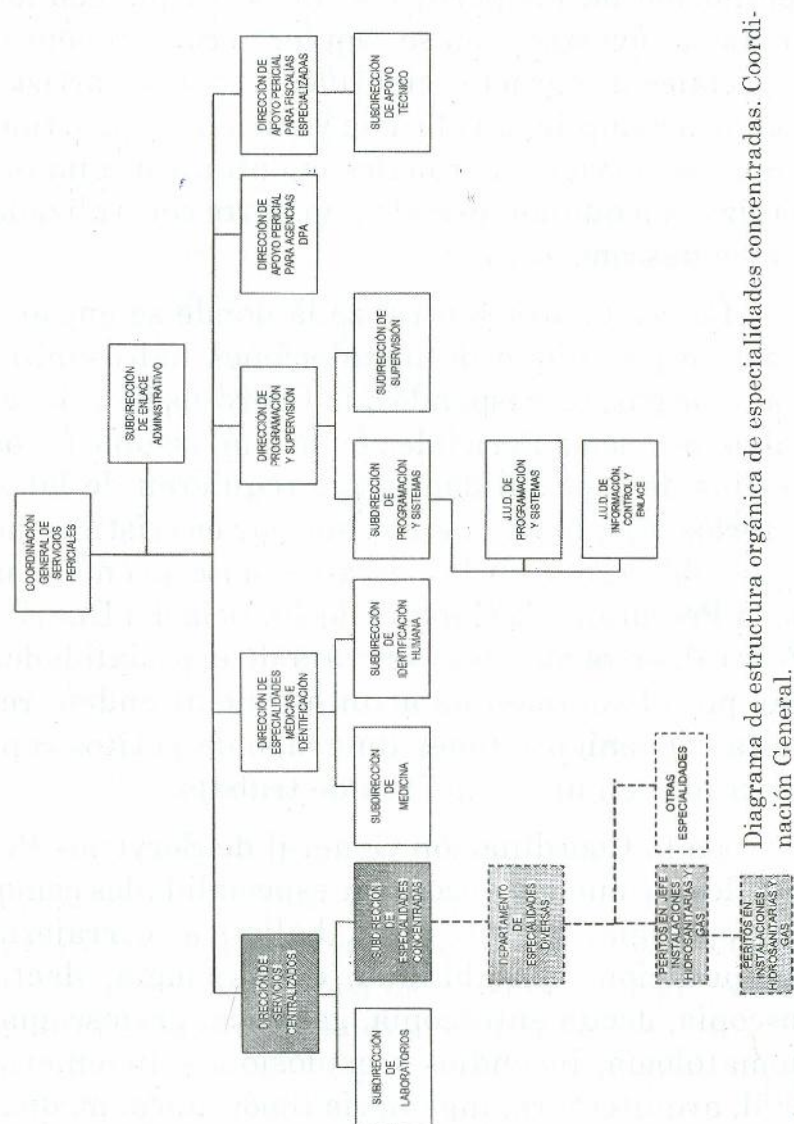 COORDINACIÓN
GENERAL DE
SERVICIOS
PERICIALES
SUBDIRECCIÓN
DE ENLACE
ADMINISTRATIVO
DIRECCIÓN DE
SERVICIOS
CENTRALIZADOS
DIRECCIÓN DE
ESPECIALIDADES
MÉDICAS E
IDENTIFICACIÓN
DIRECCIÓN DE
PROGRAMACIÓN
Y SUPERVISIÓN
DIRECCIÓN DE
APOYO PERICIAL
PARA AGENCIAS
DPA
DIRECCIÓN DE
APOYO PERICIAL
PARA FISCALÍAS
ESPECIALIZADAS
SUBDIRECCIÓN
DE
LABORATORIOS
SUBDIRECCIÓN
DE
ESPECIALIDADES
CONCENTRADAS
SUBDIRECCIÓN
DE
MEDICINA
SUBDIRECCIÓN
DE
IDENTIFICACIÓN
HUMANA
SUBDIRECCIÓN
DE
PROGRAMACIÓN
Y SISTEMAS
SUDIRECCIÓN DE
SUPERVISIÓN
SUBDIRECCIÓN
DE APOYO
TÉCNICO
DEPARTAMENTO
DE
ESPECIALIDADES
DIVERSAS
J.U.D. DE
PROGRAMACIÓN
Y SISTEMAS
J.U.D. DE
INFORMACIÓN,
CONTROL Y
ENLACE
PERITOS EN JEFE
INSTALACIONES
HIDROSANITARIAS Y
GAS
OTRAS
ESPECIALIDADES
PERITOS EN
INSTALACIONES
HIDROSANITARIAS Y
GAS
Diagrama de estructura orgánica de especialidades concentradas. Coordi-
nación General.